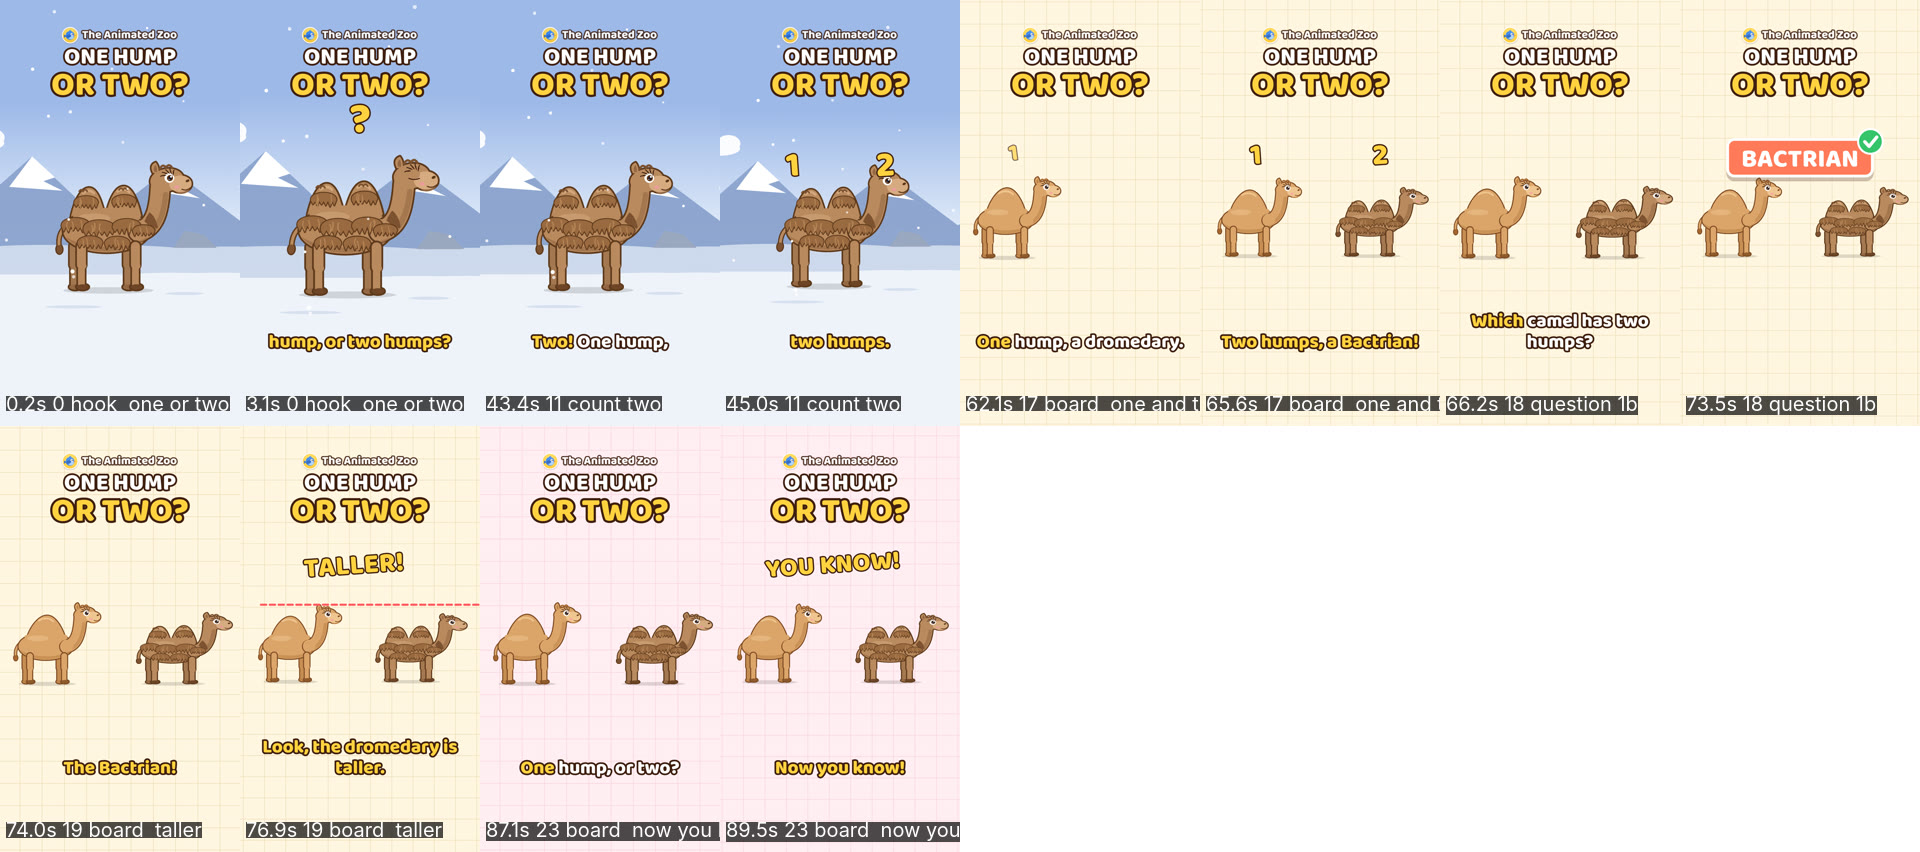 The Animated Zoo
ONE HUMP
OR TWO?
0.2s 0 hook one or two
The Animated Zoo
ONE HUMP
OR TWO?
?
hump, or two humps?
3.1s 0 hook one or two
The Animated Zoo
ONE HUMP
OR TWO?
Two! One hump,
43.4s 11 count two
The Animated Zoo
ONE HUMP
OR TWO?
1 2
two humps.
45.0s 11 count two
The Animated Zoo
ONE HUMP
OR TWO?
1
One hump, a dromedary.
62.1s 17 board one and t
The Animated Zoo
ONE HUMP
OR TWO?
1 2
Two humps, a Bactrian!
65.6s 17 board one and t
The Animated Zoo
ONE HUMP
OR TWO?
Which camel has two
humps?
66.2s 18 question 1b
The Animated Zoo
ONE HUMP
OR TWO?
BACTRIAN
73.5s 18 question 1b
The Animated Zoo
ONE HUMP
OR TWO?
The Bactrian!
74.0s 19 board taller
The Animated Zoo
ONE HUMP
OR TWO?
TALLER!
Look, the dromedary is
taller.
76.9s 19 board taller
The Animated Zoo
ONE HUMP
OR TWO?
One hump, or two?
87.1s 23 board now you
The Animated Zoo
ONE HUMP
OR TWO?
YOU KNOW!
Now you know!
89.5s 23 board now you